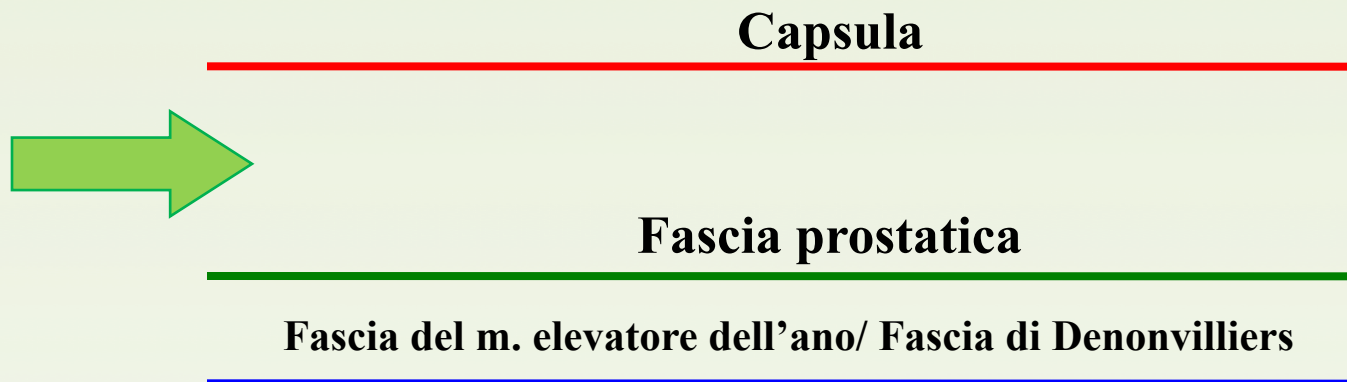 Capsula
Fascia prostatica
Fascia del m. elevatore dell’ano/ Fascia di Denonvilliers